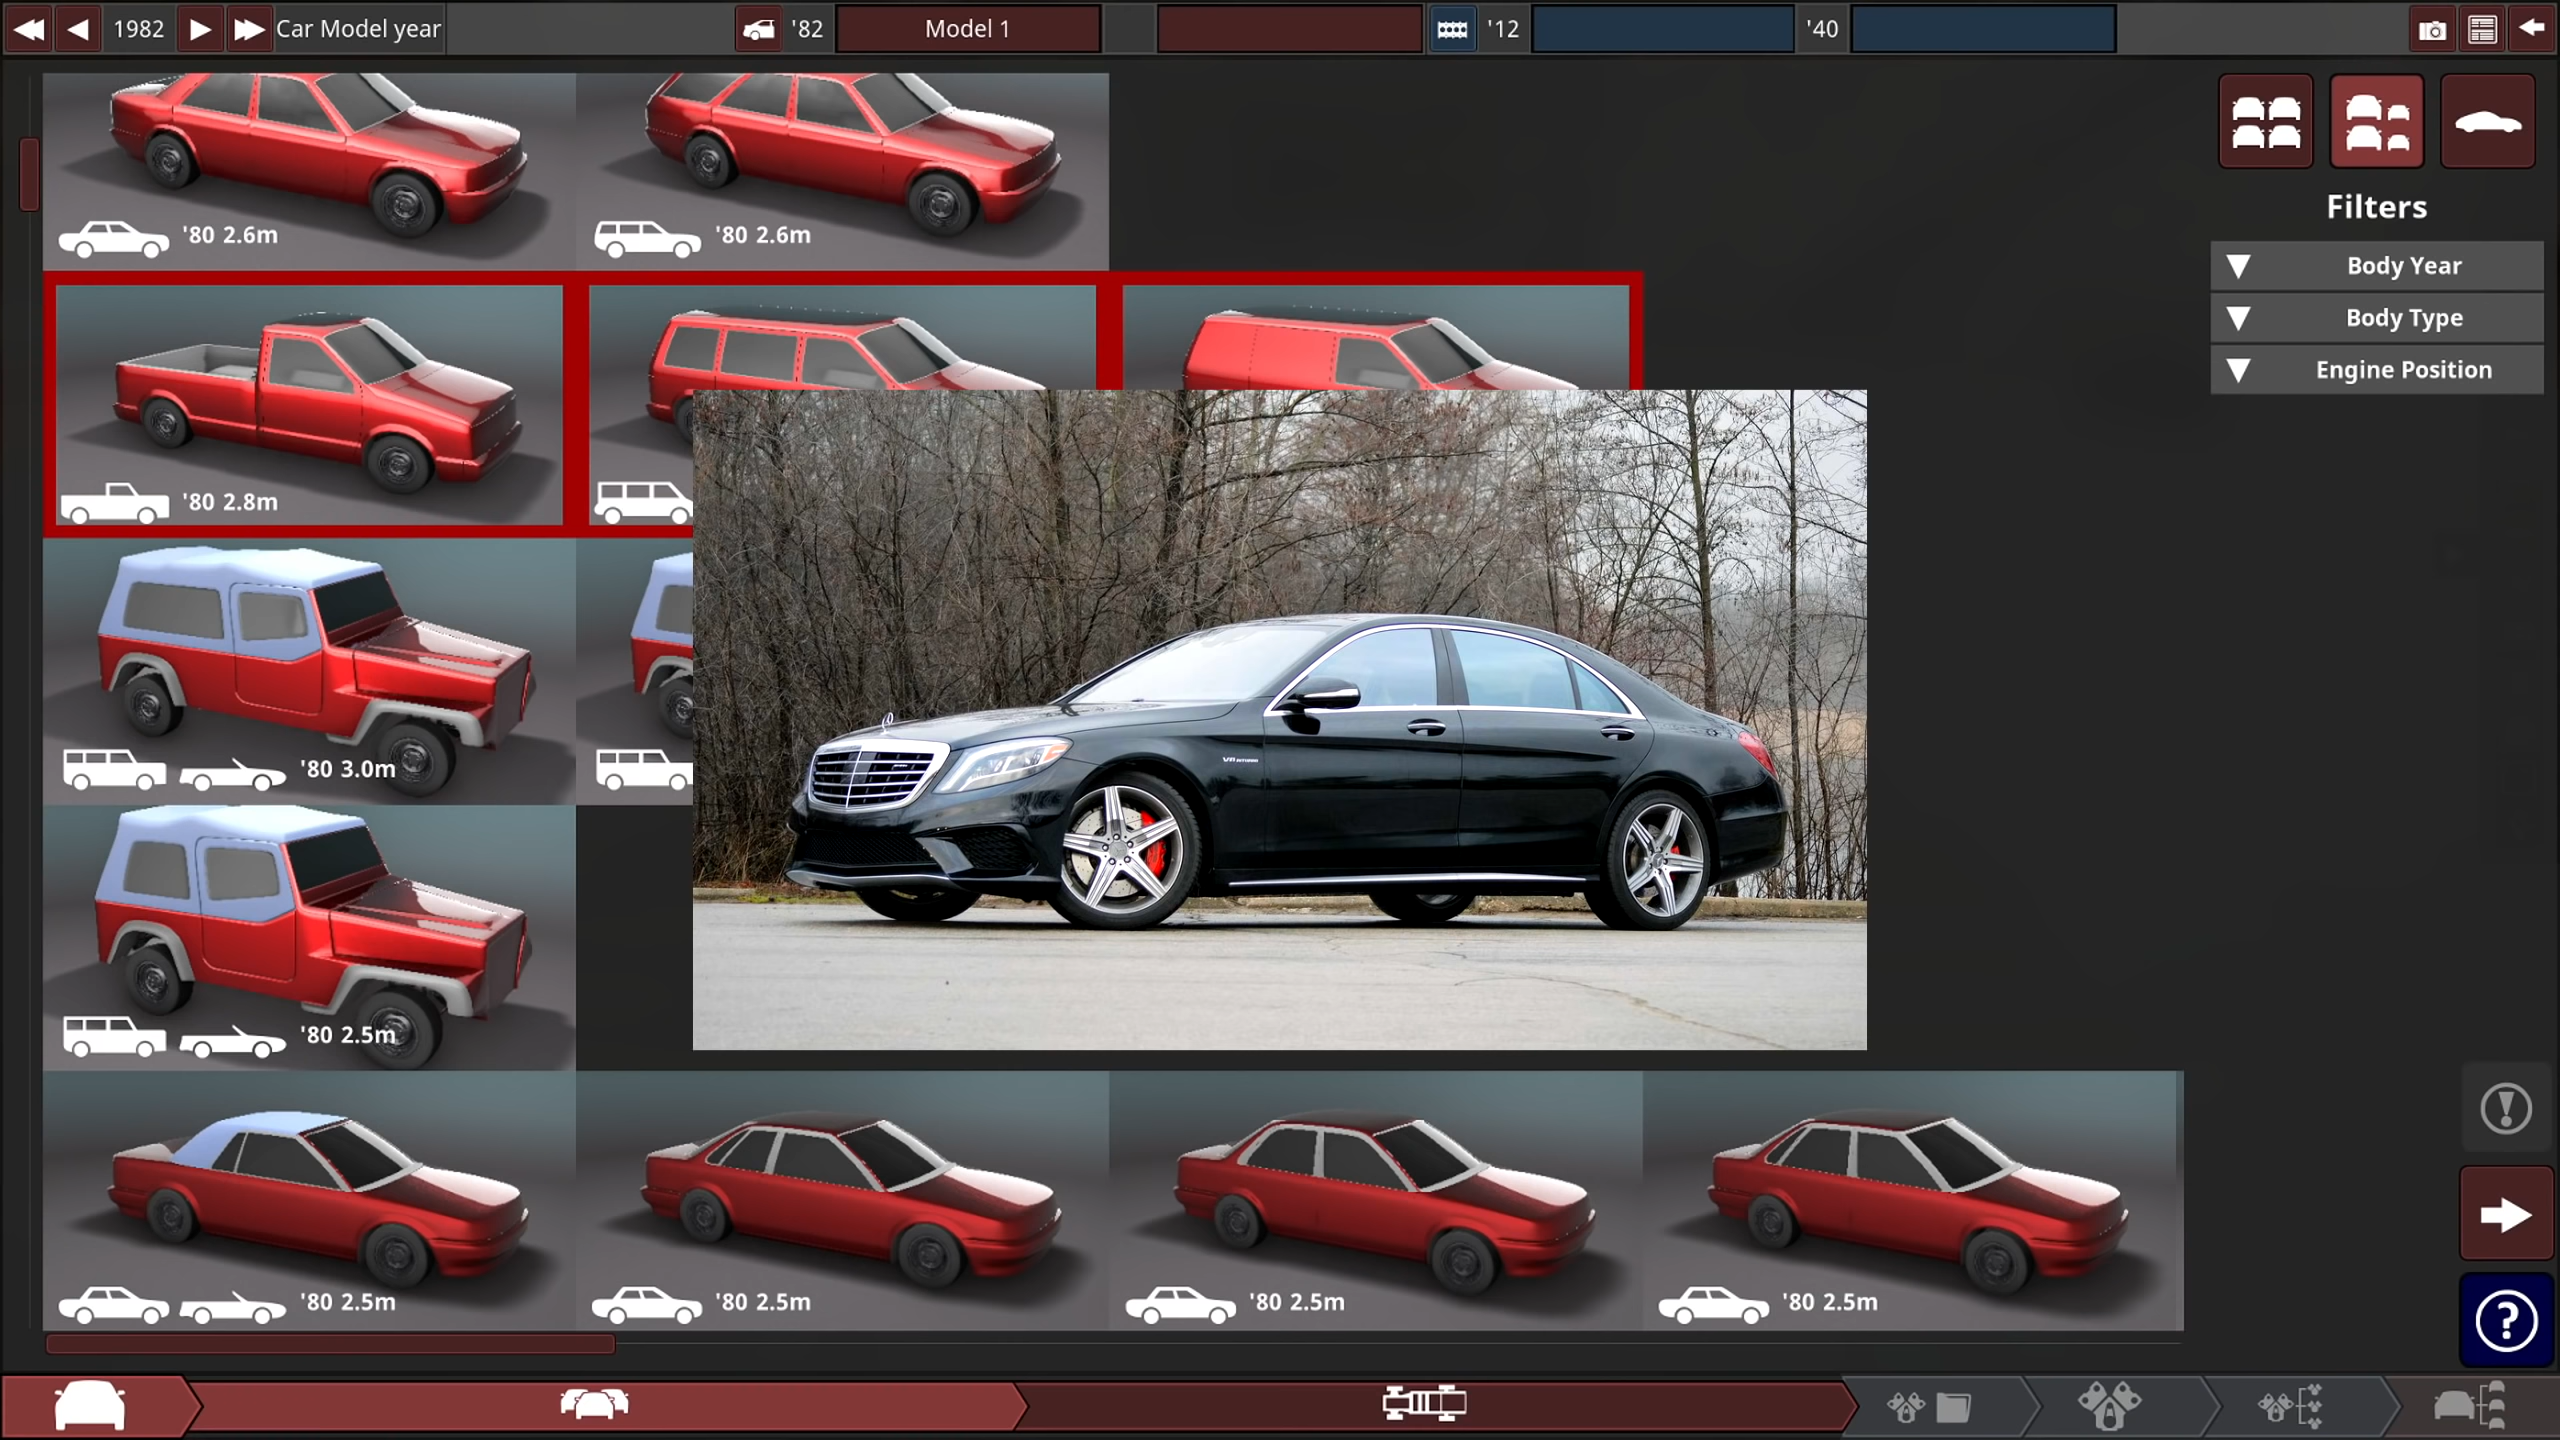 1982
Car Model year
'82
Model 1
'12
'40
Filters
Body Year
Body Type
Engine Position
'80 2.6m
'80 2.6m
'80 2.8m
'80 3.0m
'80 2.5m
'80 2.5m
'80 2.5m
'80 2.5m
'80 2.5m
V8 BITURBO
?